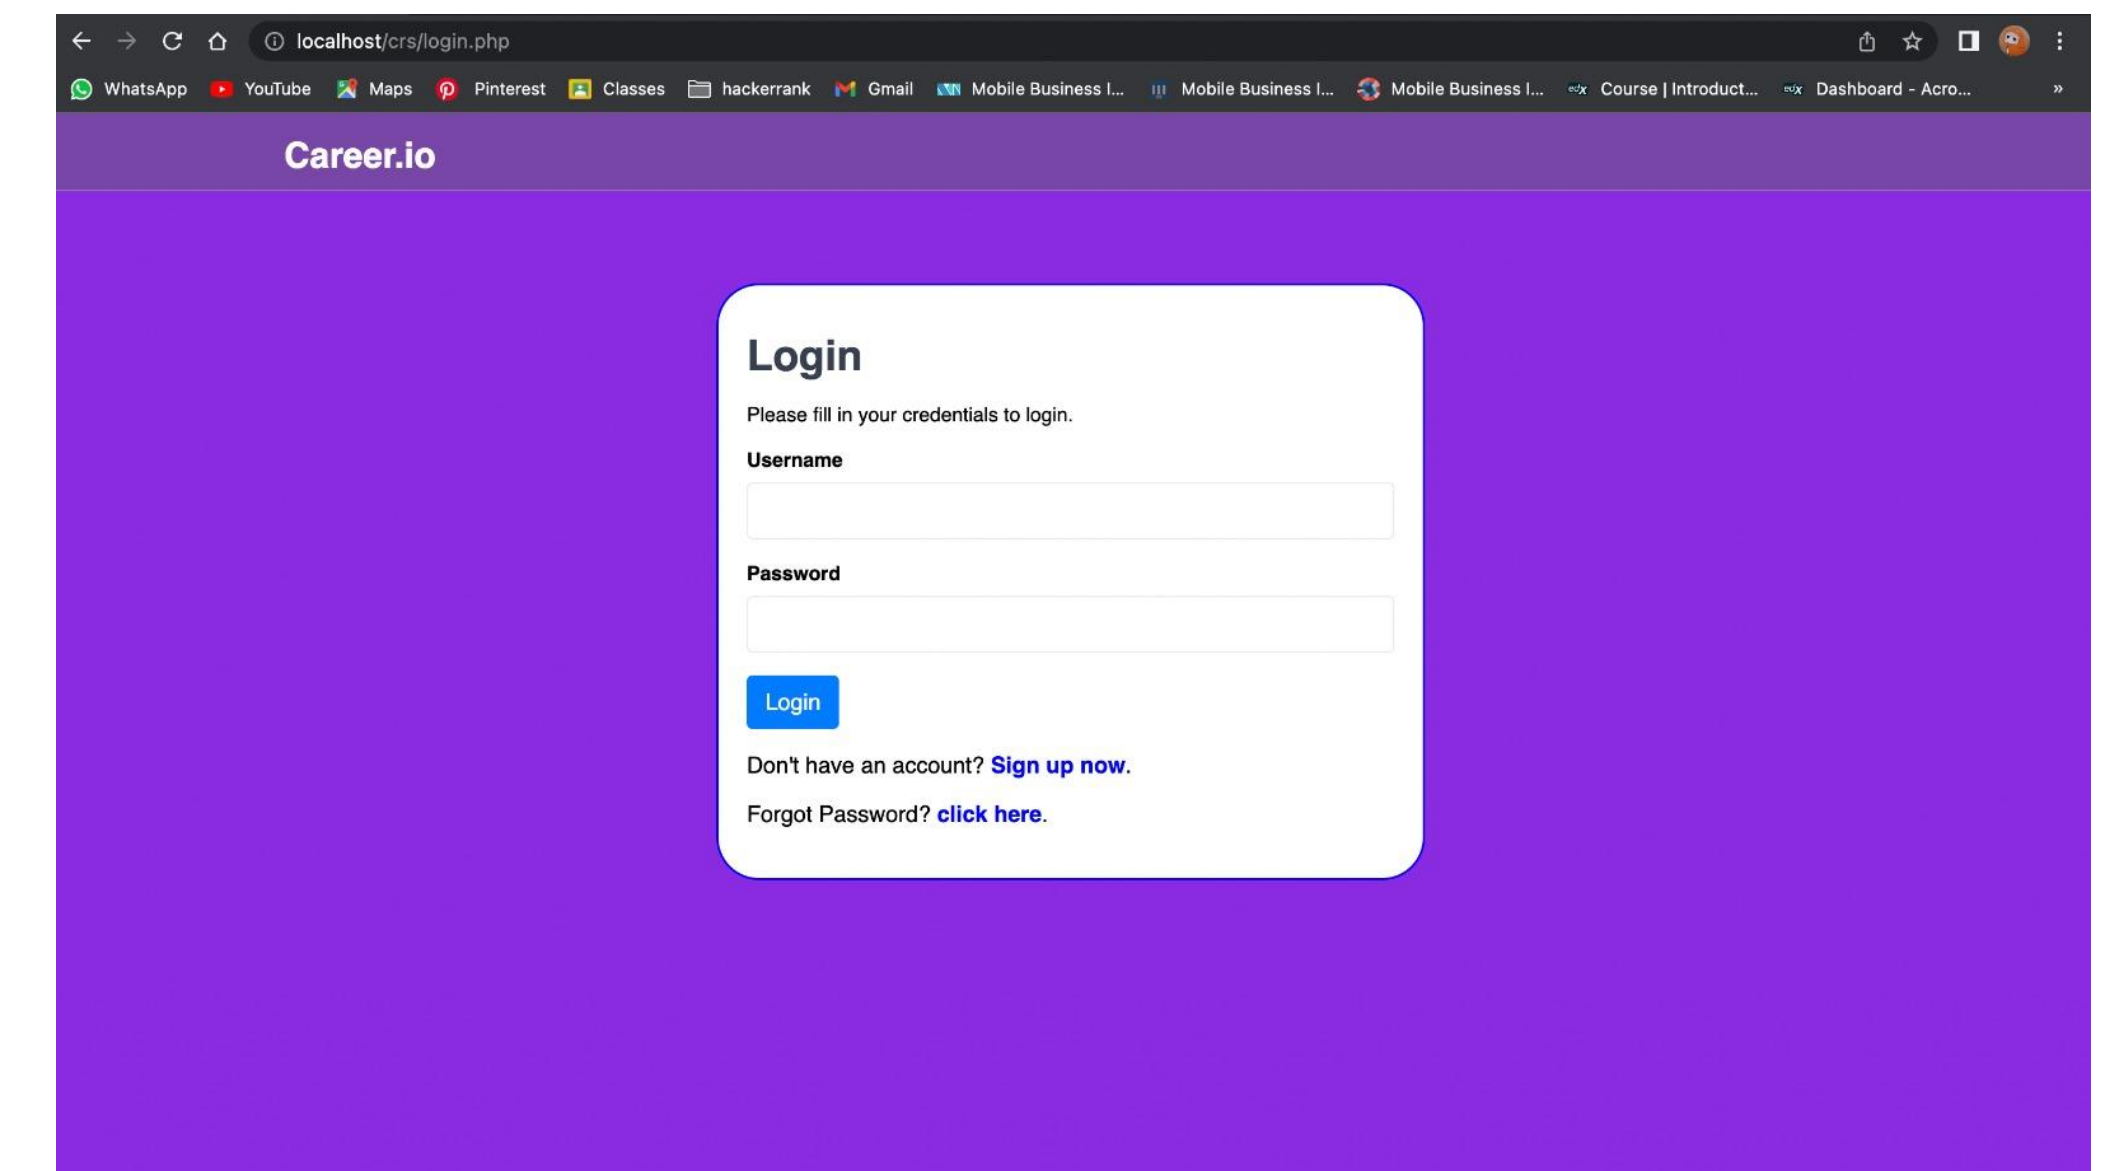 localhost/crs/login.php
WhatsApp YouTube Maps Pinterest Classes hackerrank Gmail Mobile Business I... Mobile Business I... Mobile Business I... edx Course | Introduct... edx Dashboard - Acro... »
Career.io
Login
Please fill in your credentials to login.
Username
Password
Login
Don't have an account? Sign up now.
Forgot Password? click here.